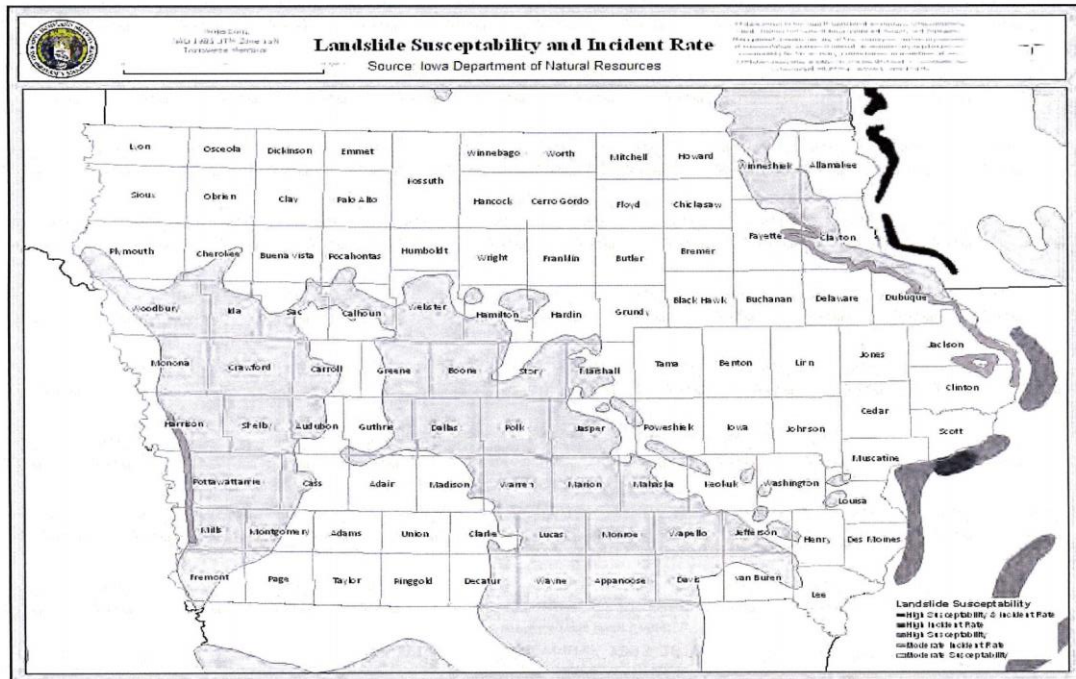 Landslide Susceptability and Incident Rate
Source: Iowa Department of Natural Resources
Lyon Osceola Dickinson Emmet Winnebago Worth Mitchell Howard Winneshiek Allamakee
Kossuth
Sioux Obrien Clay Palo Alto Hancock Cerro Gordo Floyd Chickasaw
Plymouth Cherokee Buena Vista Pocahontas Humboldt Wright Franklin Butler Bremer Fayette Clayton
Woodbury Ida Sac Calhoun Webster Hamilton Hardin Grundy Black Hawk Buchanan Delaware Dubuque
Monona Crawford Carroll Greene Boone Story Marshall Tama Benton Linn Jones Jackson
Clinton
Harrison Shelby Audubon Guthrie Dallas Polk Jasper Poweshiek Iowa Johnson Cedar Scott
Muscatine
Pottawattamie Cass Adair Madison Warren Marion Mahaska Keokuk Washington
Louisa
Mills Montgomery Adams Union Clarke Lucas Monroe Wapello Jefferson Henry Des Moines
Fremont Page Taylor Ringgold Decatur Wayne Appanoose Davis Van Buren
Lee
Landslide Susceptability
High Susceptability & Incident Rate
High Incident Rate
High Susceptability
Moderate Incident Rate
Moderate Susceptability